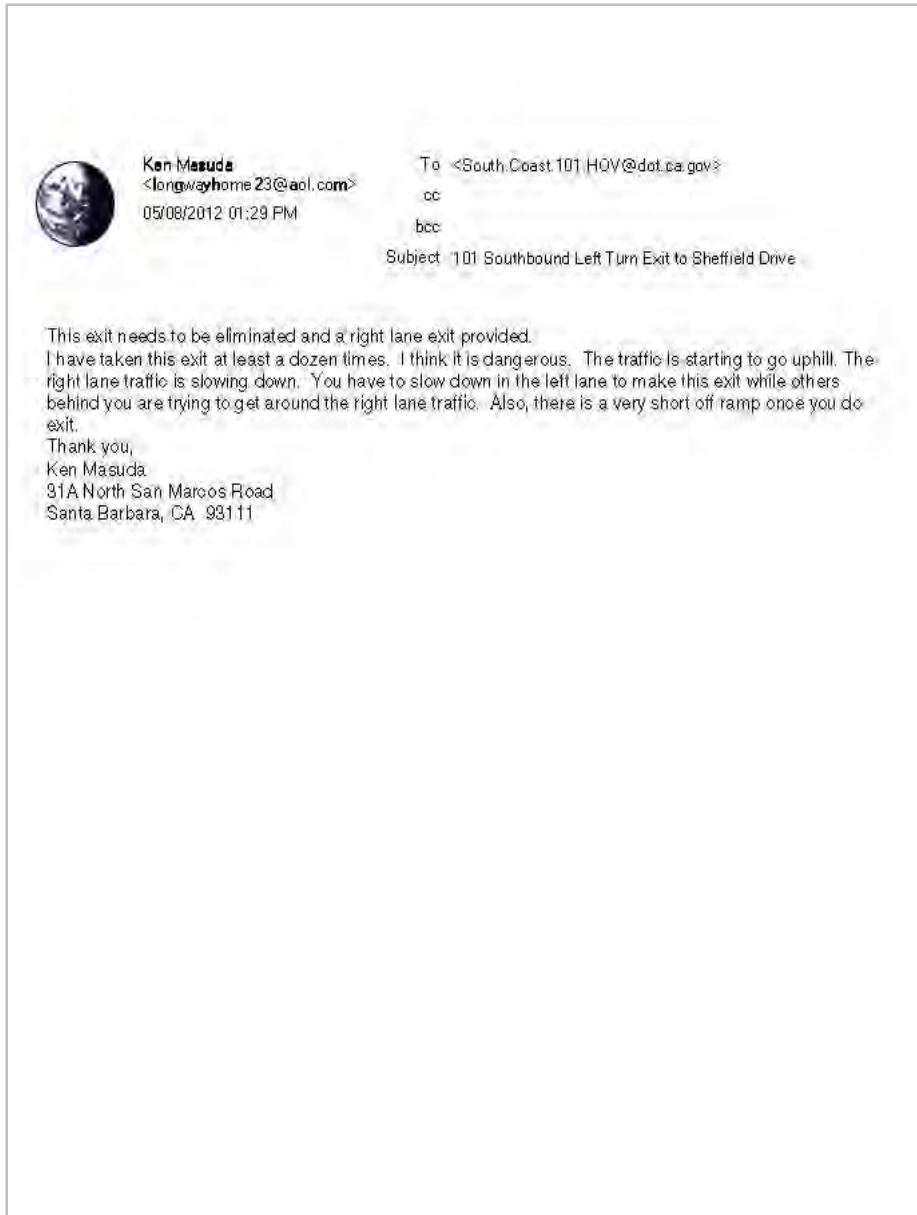 Ken Masuda
<longwayhome23@aol.com>
05/08/2012 01:29 PM
To <South.Coast.101.HOV@dot.ca.gov>
cc
bcc
Subject 101 Southbound Left Turn Exit to Sheffield Drive
This exit needs to be eliminated and a right lane exit provided.
I have taken this exit at least a dozen times. I think it is dangerous. The traffic is starting to go uphill. The
right lane traffic is slowing down. You have to slow down in the left lane to make this exit while others
behind you are trying to get around the right lane traffic. Also, there is a very short off ramp once you do
exit.
Thank you,
Ken Masuda
31A North San Marcos Road
Santa Barbara, CA 93111